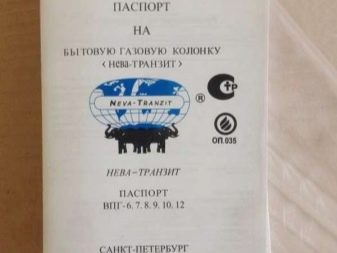 ПАСПОРТ
НА
БЫТОВУЮ ГАЗОВУЮ КОЛОНКУ
<НЕВА-ТРАНЗИТ>
NEVA-TRANZIT
®
СТР
ОП.035
НЕВА-ТРАНЗИТ
ПАСПОРТ
ВПГ-6.7.8.9.10.12
САНКТ-ПЕТЕРБУРГ